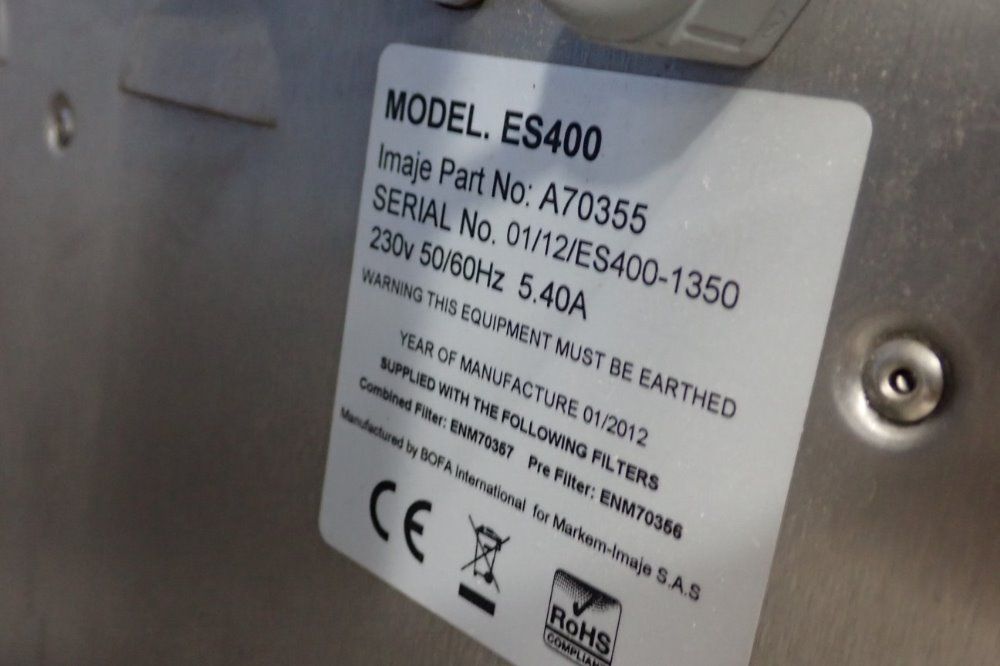 MODEL. ES400
Imaje Part No: A70355
SERIAL No. 01/12/ES400-1350
230v 50/60Hz 5.40A
WARNING THIS EQUIPMENT MUST BE EARTHED
YEAR OF MANUFACTURE 01/2012
SUPPLIED WITH THE FOLLOWING FILTERS
Combined Filter: ENM70367 Pre Filter: ENM70366
Manufactured by BOFA International for Markem-Imaje S.A.S
CE
RoHS